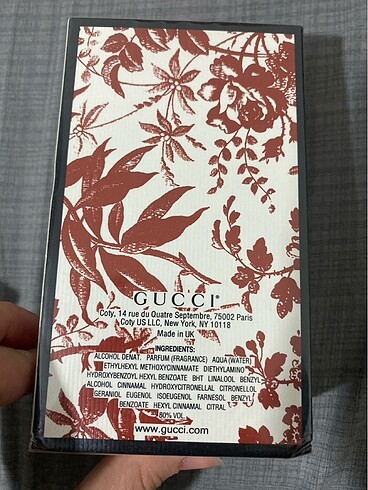 GUCCI
Coty, 14 rue du Quatre Septembre, 75002 Paris
Coty US LLC, New York, NY 10118
Made in UK
INGREDIENTS:
ALCOHOL DENAT. PARFUM (FRAGRANCE) AQUA (WATER)
ETHYLHEXYL METHOXYCINNAMATE DIETHYLAMINO
HYDROXYBENZOYL HEXYL BENZOATE BHT LINALOOL BENZYL
ALCOHOL CINNAMAL HYDROXYCITRONELLAL CITRONELLOL
GERANIOL EUGENOL ISOEUGENOL FARNESOL BENZYL
BENZOATE HEXYL CINNAMAL CITRAL
80% VOL
www.gucci.com